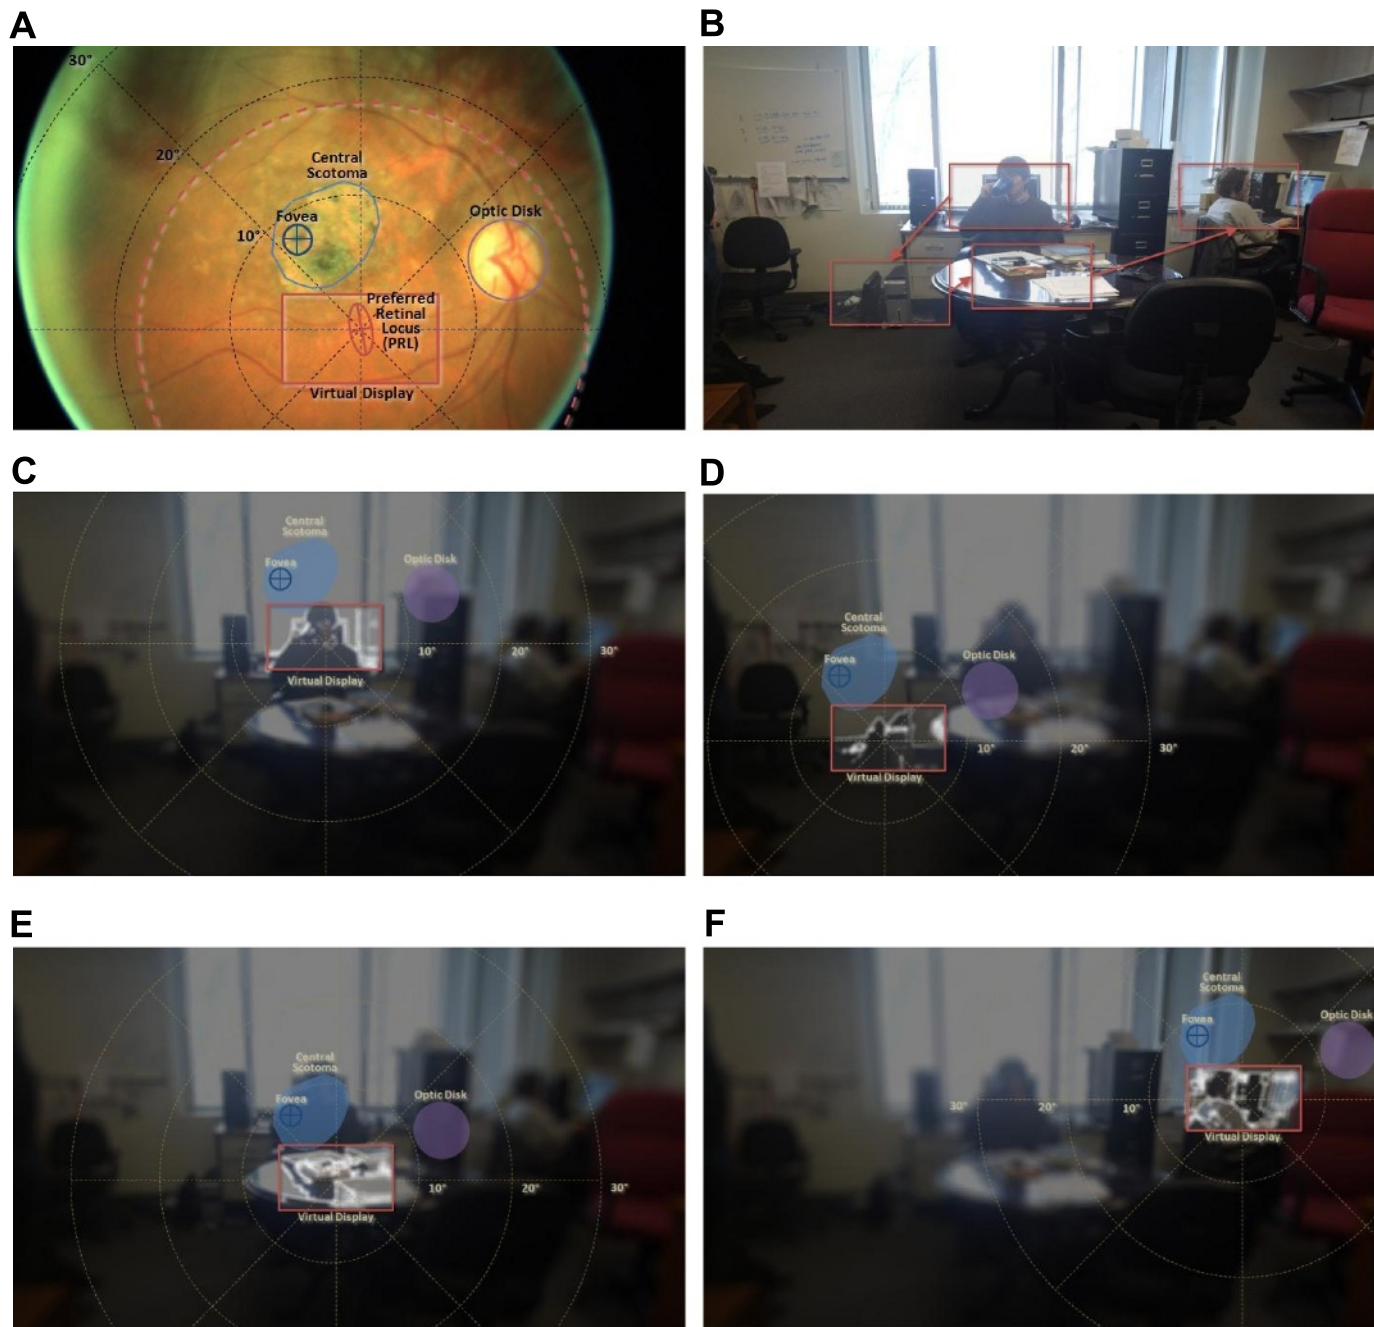 A
30°
20°
10°
Central
Scotoma
Fovea
Optic Disk
Preferred
Retinal
Locus
(PRL)
Virtual Display
B
C
Central
Scotoma
Fovea
Optic Disk
10°
20°
30°
Virtual Display
D
Central
Scotoma
Fovea
Optic Disk
10°
20°
30°
Virtual Display
E
Central
Scotoma
Fovea
Optic Disk
10°
20°
30°
Virtual Display
F
Central
Scotoma
Fovea
Optic Disk
30°
20°
10°
Virtual Display